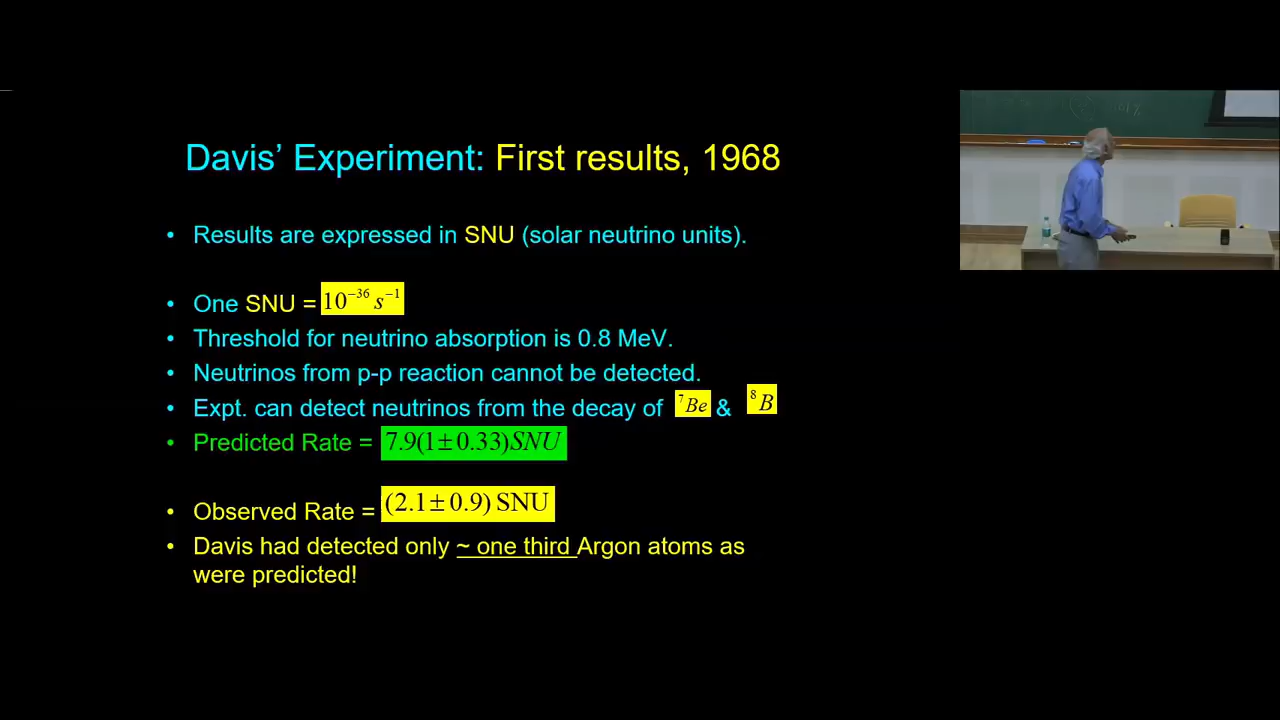 Davis' Experiment: First results, 1968
• Results are expressed in SNU (solar neutrino units).
• One SNU = 10⁻³⁶ s⁻¹
• Threshold for neutrino absorption is 0.8 MeV.
• Neutrinos from p-p reaction cannot be detected.
• Expt. can detect neutrinos from the decay of ⁷Be & ⁸B
• Predicted Rate = 7.9(1±0.33)SNU
• Observed Rate = (2.1±0.9) SNU
• Davis had detected only ~ one third Argon atoms as
were predicted!